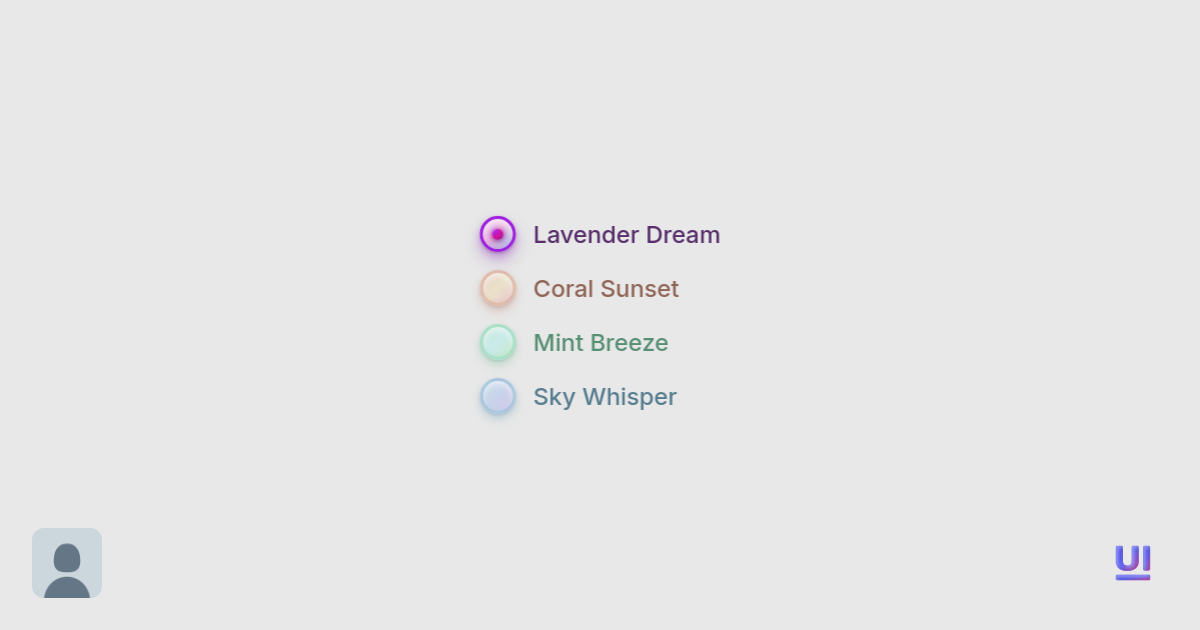 Lavender Dream
Coral Sunset
Mint Breeze
Sky Whisper
UI